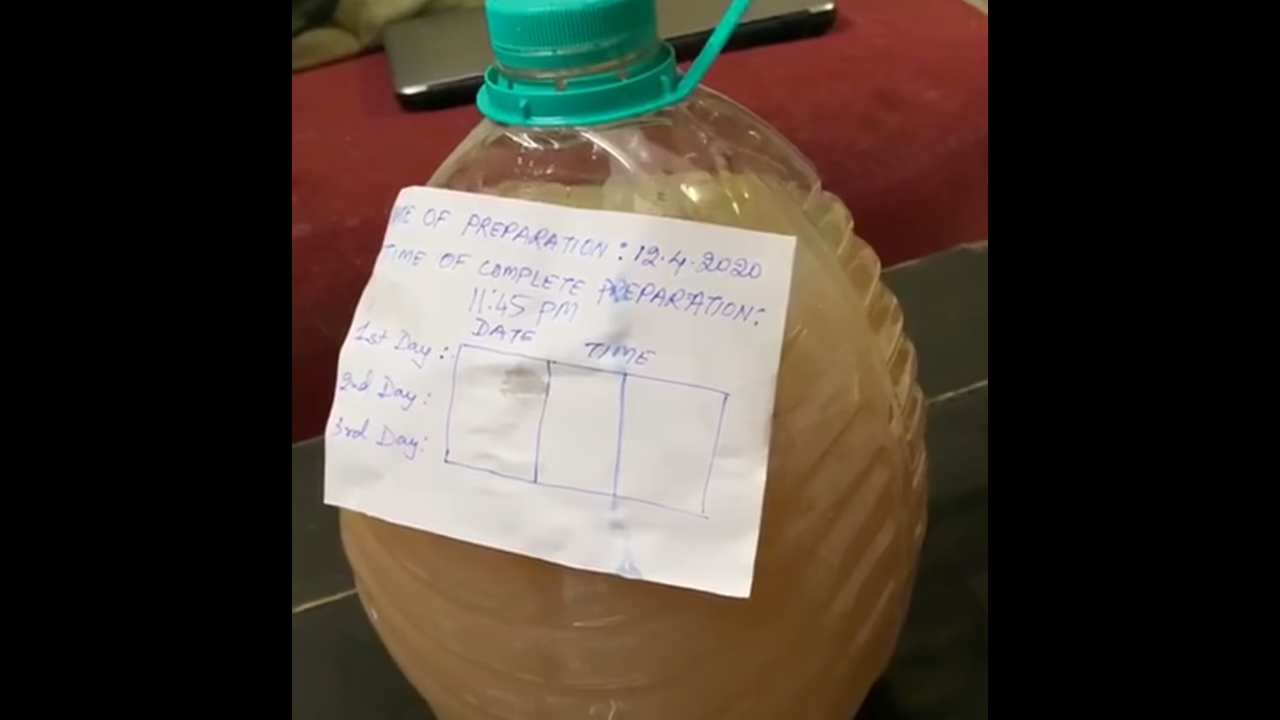 ATE OF PREPARATION : 12.4.2020
TIME OF COMPLETE PREPARATION:
11:45 PM
DATE TIME
1st Day :
2nd Day :
3rd Day :